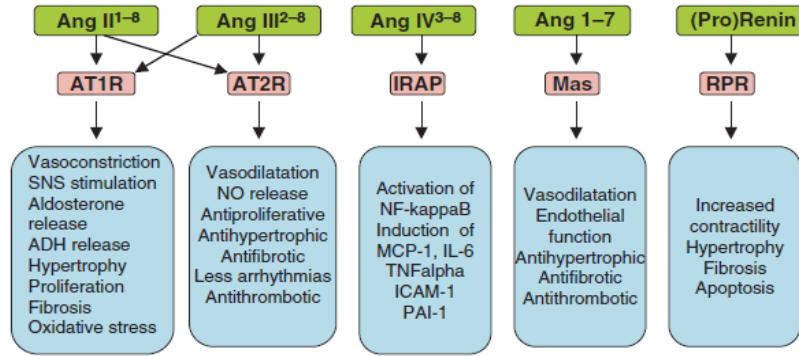 Ang II1–8
Ang III2–8
Ang IV3–8
Ang 1–7
(Pro)Renin
AT1R
AT2R
IRAP
Mas
RPR
Vasoconstriction
SNS stimulation
Aldosterone
release
ADH release
Hypertrophy
Proliferation
Fibrosis
Oxidative stress
Vasodilatation
NO release
Antiproliferative
Antihypertrophic
Antifibrotic
Less arrhythmias
Antithrombotic
Activation of
NF-kappaB
Induction of
MCP-1, IL-6
TNFalpha
ICAM-1
PAI-1
Vasodilatation
Endothelial
function
Antihypertrophic
Antifibrotic
Antithrombotic
Increased
contractility
Hypertrophy
Fibrosis
Apoptosis